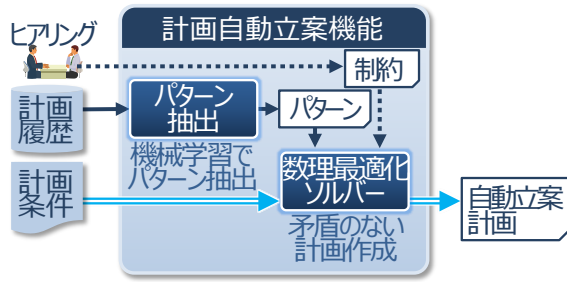 ヒアリング
計画自動立案機能
制約
計画
履歴
パターン
抽出
パターン
機械学習で
パターン抽出
計画
条件
数理最適化
ソルバー
矛盾のない
計画作成
自動立案
計画